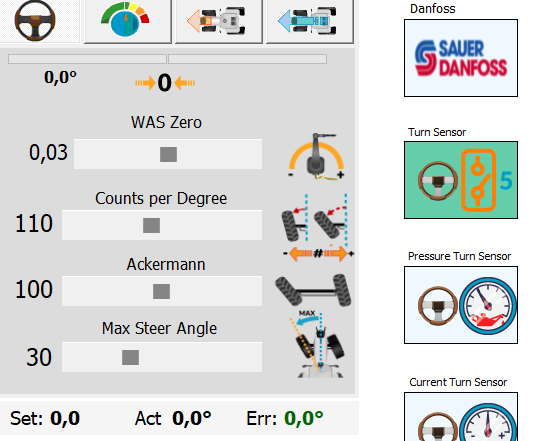 0,0°
0
WAS Zero
0,03
-
+
Counts per Degree
110
-
#
+
Ackermann
100
Max Steer Angle
MAX
30
Set: 0,0
Act 0,0°
Err: 0,0°
Danfoss
SAUER
DANFOSS
Turn Sensor
5
Pressure Turn Sensor
Current Turn Sensor